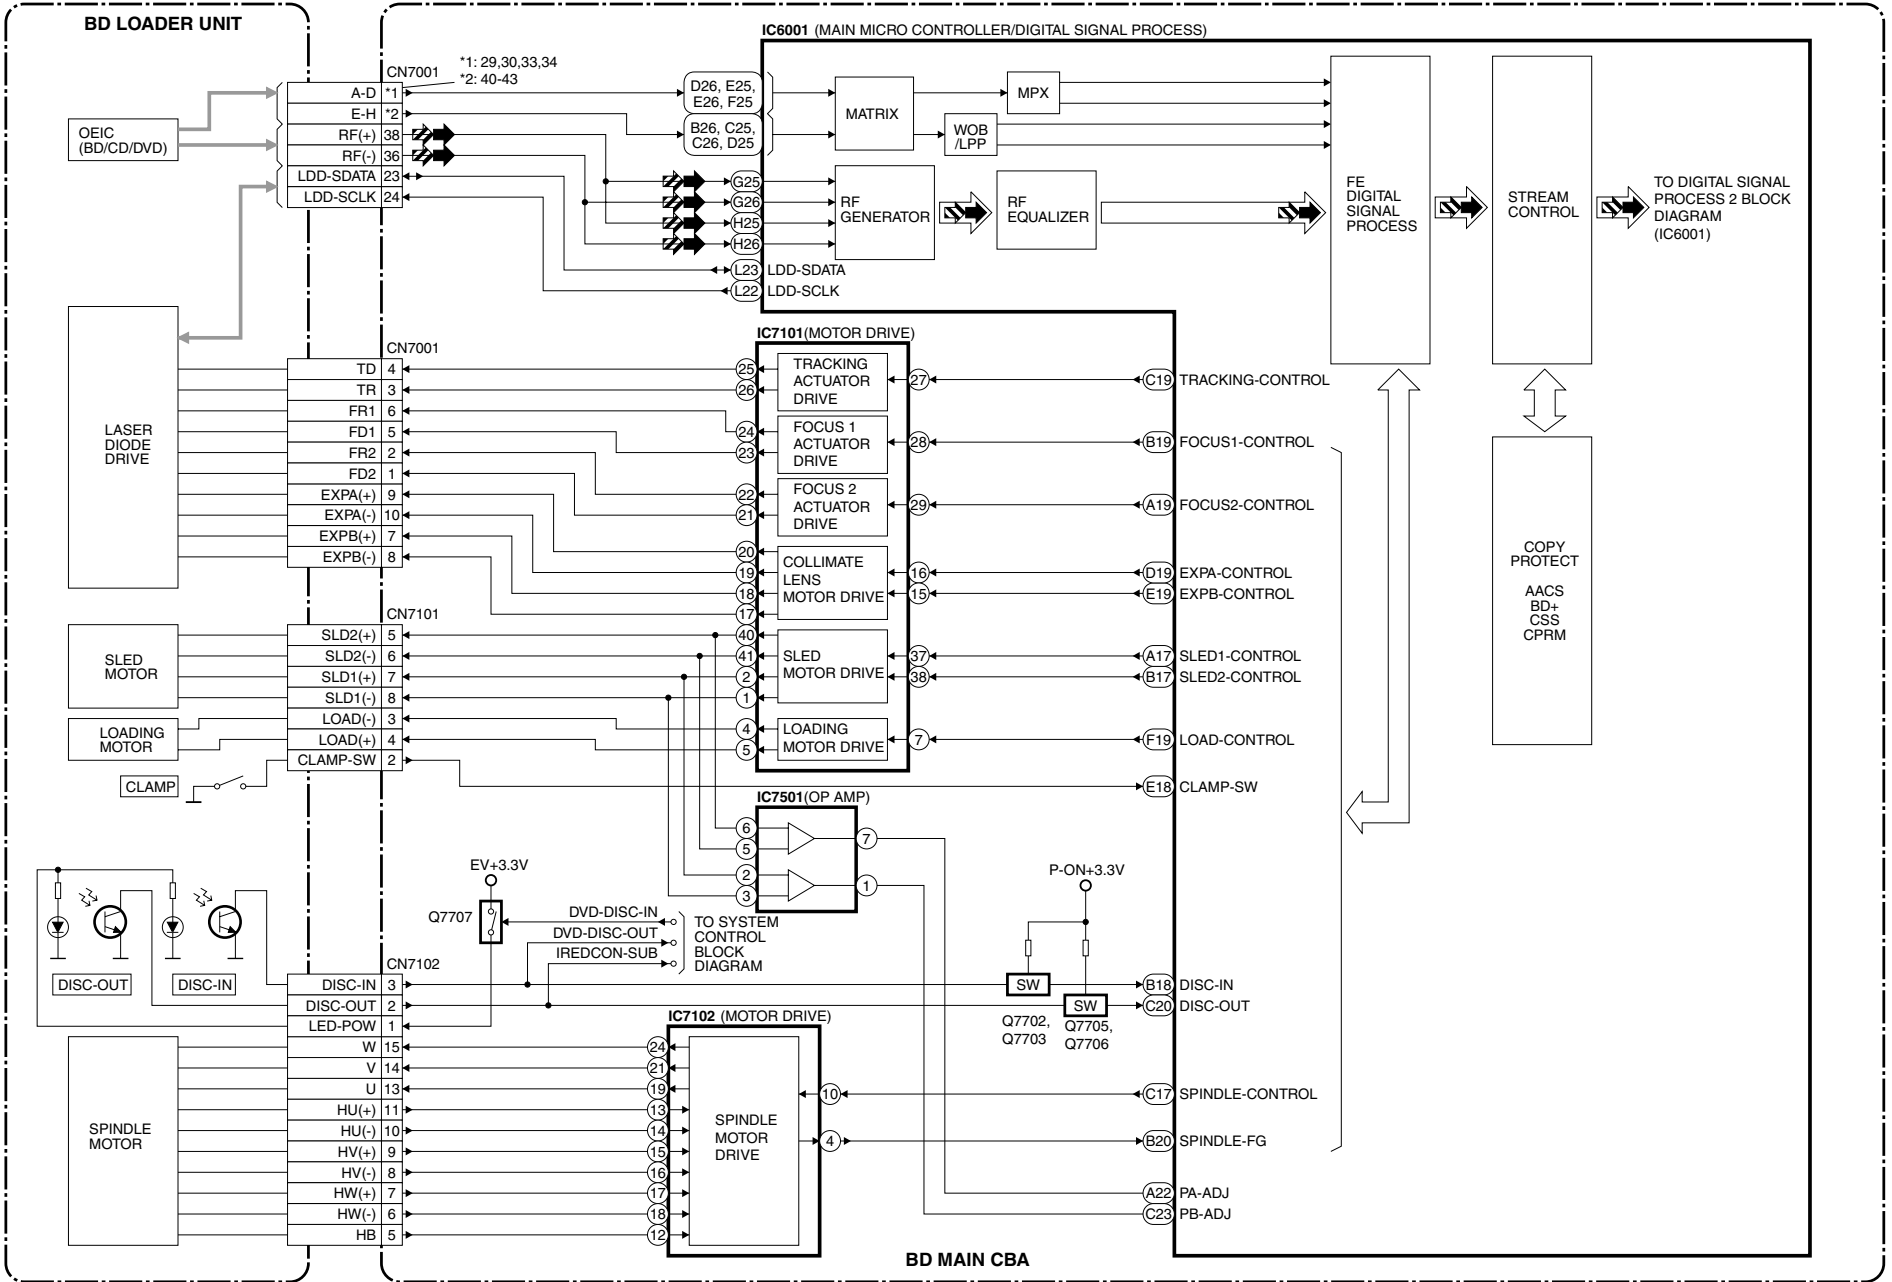 BD LOADER UNIT
IC6001 (MAIN MICRO CONTROLLER/DIGITAL SIGNAL PROCESS)
CN7001
*1: 29,30,33,34
*2: 40-43
OEIC
(BD/CD/DVD)
A-D *1
E-H *2
RF(+) 38
RF(-) 36
LDD-SDATA 23
LDD-SCLK 24
D26, E25,
E26, F25
B26, C25,
C26, D25
G25
G26
H25
H26
L23 LDD-SDATA
L22 LDD-SCLK
MATRIX
MPX
WOB
/LPP
RF
GENERATOR
RF
EQUALIZER
FE
DIGITAL
SIGNAL
PROCESS
STREAM
CONTROL
TO DIGITAL SIGNAL
PROCESS 2 BLOCK
DIAGRAM
(IC6001)
COPY
PROTECT
AACS
BD+
CSS
CPRM
LASER
DIODE
DRIVE
CN7001
TD 4
TR 3
FR1 6
FD1 5
FR2 2
FD2 1
EXPA(+) 9
EXPA(-) 10
EXPB(+) 7
EXPB(-) 8
IC7101(MOTOR DRIVE)
25
26
TRACKING
ACTUATOR
DRIVE
27
C19 TRACKING-CONTROL
24
23
FOCUS 1
ACTUATOR
DRIVE
28
B19 FOCUS1-CONTROL
22
21
FOCUS 2
ACTUATOR
DRIVE
29
A19 FOCUS2-CONTROL
20
19
18
17
COLLIMATE
LENS
MOTOR DRIVE
16
15
D19 EXPA-CONTROL
E19 EXPB-CONTROL
SLED
MOTOR
CN7101
SLD2(+) 5
SLD2(-) 6
SLD1(+) 7
SLD1(-) 8
LOAD(-) 3
LOAD(+) 4
CLAMP-SW 2
40
41
2
1
SLED
MOTOR DRIVE
37
38
A17 SLED1-CONTROL
B17 SLED2-CONTROL
LOADING
MOTOR
4
5
LOADING
MOTOR DRIVE
7
F19 LOAD-CONTROL
CLAMP
E18 CLAMP-SW
IC7501(OP AMP)
6
5
7
2
3
1
EV+3.3V
Q7707
DVD-DISC-IN
DVD-DISC-OUT
IREDCON-SUB
TO SYSTEM
CONTROL
BLOCK
DIAGRAM
P-ON+3.3V
DISC-OUT
DISC-IN
CN7102
DISC-IN 3
DISC-OUT 2
LED-POW 1
W 15
V 14
U 13
HU(+) 11
HU(-) 10
HV(+) 9
HV(-) 8
HW(+) 7
HW(-) 6
HB 5
SW
SW
Q7702,
Q7703
Q7705,
Q7706
B18 DISC-IN
C20 DISC-OUT
SPINDLE
MOTOR
IC7102 (MOTOR DRIVE)
24
21
19
13
14
15
16
17
18
12
SPINDLE
MOTOR
DRIVE
10
4
C17 SPINDLE-CONTROL
B20 SPINDLE-FG
A22 PA-ADJ
C23 PB-ADJ
BD MAIN CBA